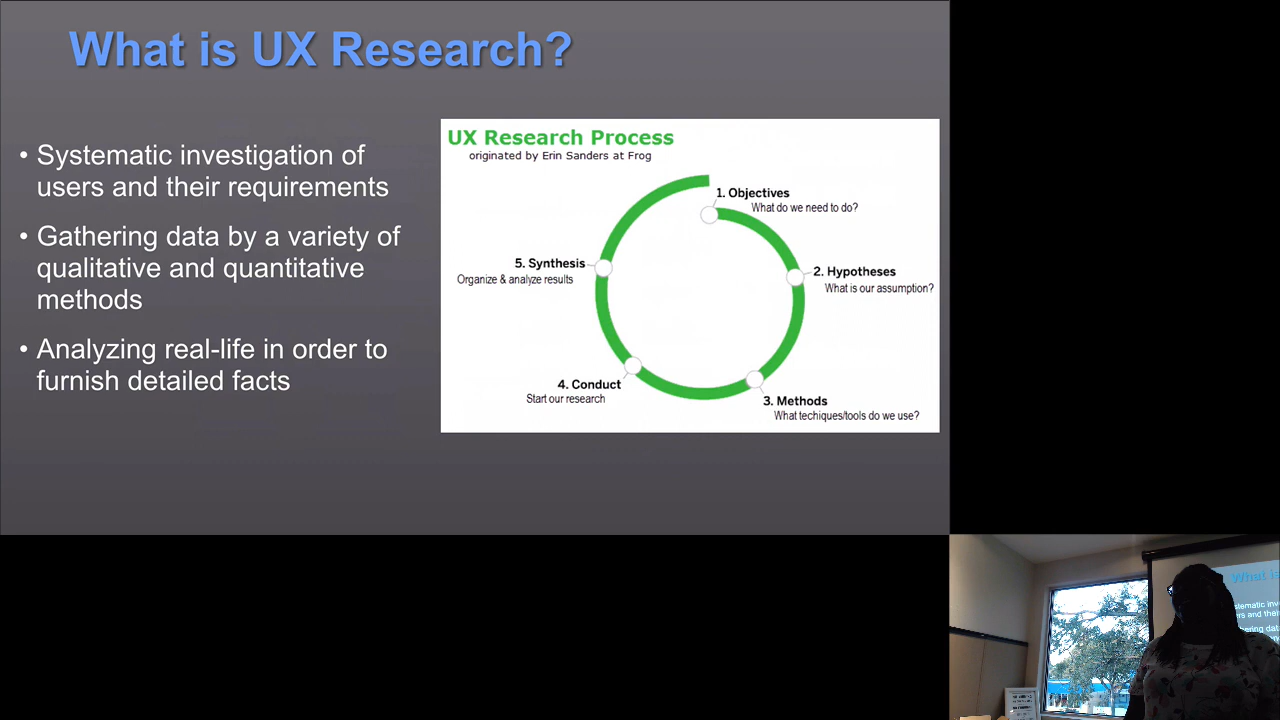 What is UX Research?
• Systematic investigation of
users and their requirements
• Gathering data by a variety of
qualitative and quantitative
methods
• Analyzing real-life in order to
furnish detailed facts
UX Research Process
originated by Erin Sanders at Frog
1. Objectives
What do we need to do?
2. Hypotheses
What is our assumption?
3. Methods
What techiques/tools do we use?
4. Conduct
Start our research
5. Synthesis
Organize & analyze results
What is